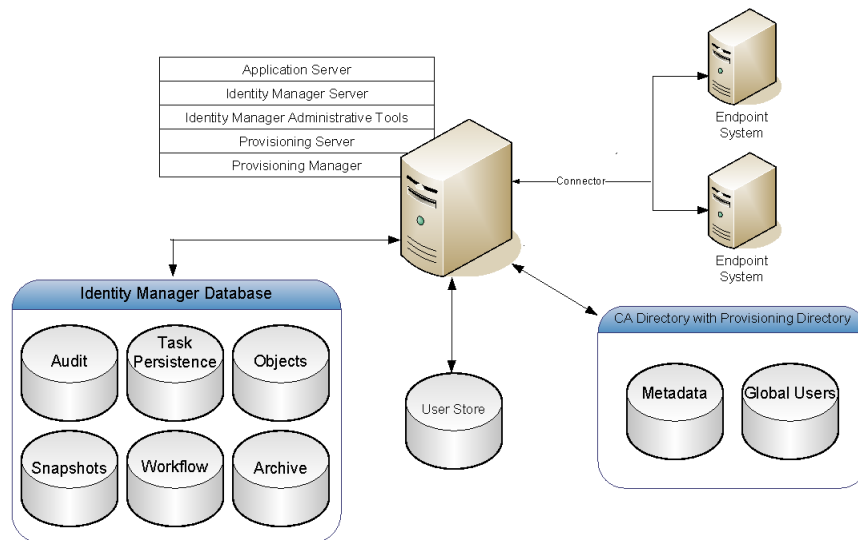 Application Server
Identity Manager Server
Identity Manager Administrative Tools
Provisioning Server
Provisioning Manager
Endpoint
System
Connector
Endpoint
System
Identity Manager Database
Audit
Task
Persistence
Objects
Snapshots
Workflow
Archive
User Store
CA Directory with Provisioning Directory
Metadata
Global Users